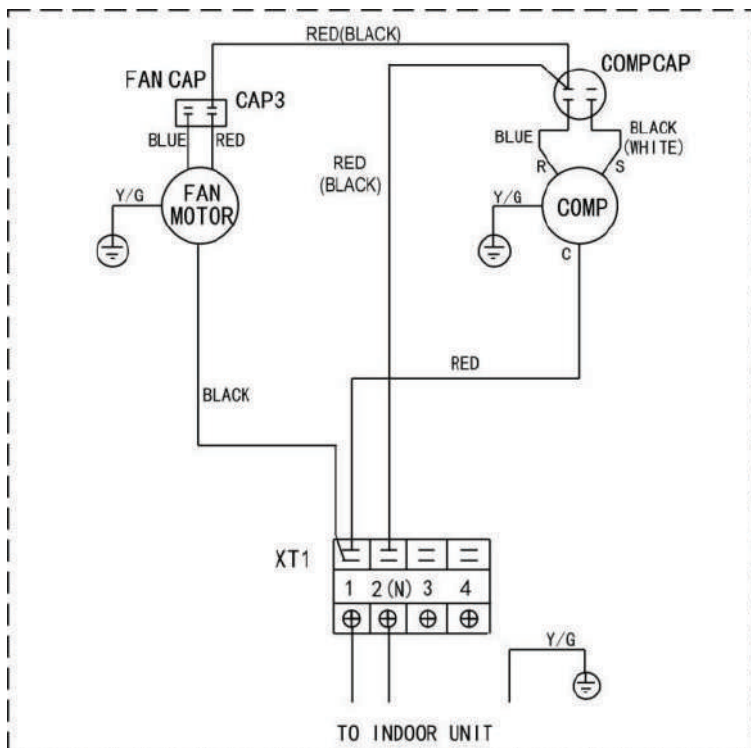 RED(BLACK)
FAN CAP
CAP3
COMPCAP
BLUE
RED
BLUE
BLACK
(WHITE)
RED
(BLACK)
R
S
Y/G
FAN
MOTOR
Y/G
COMP
C
RED
BLACK
XT1
1 2(N) 3 4
Y/G
TO INDOOR UNIT